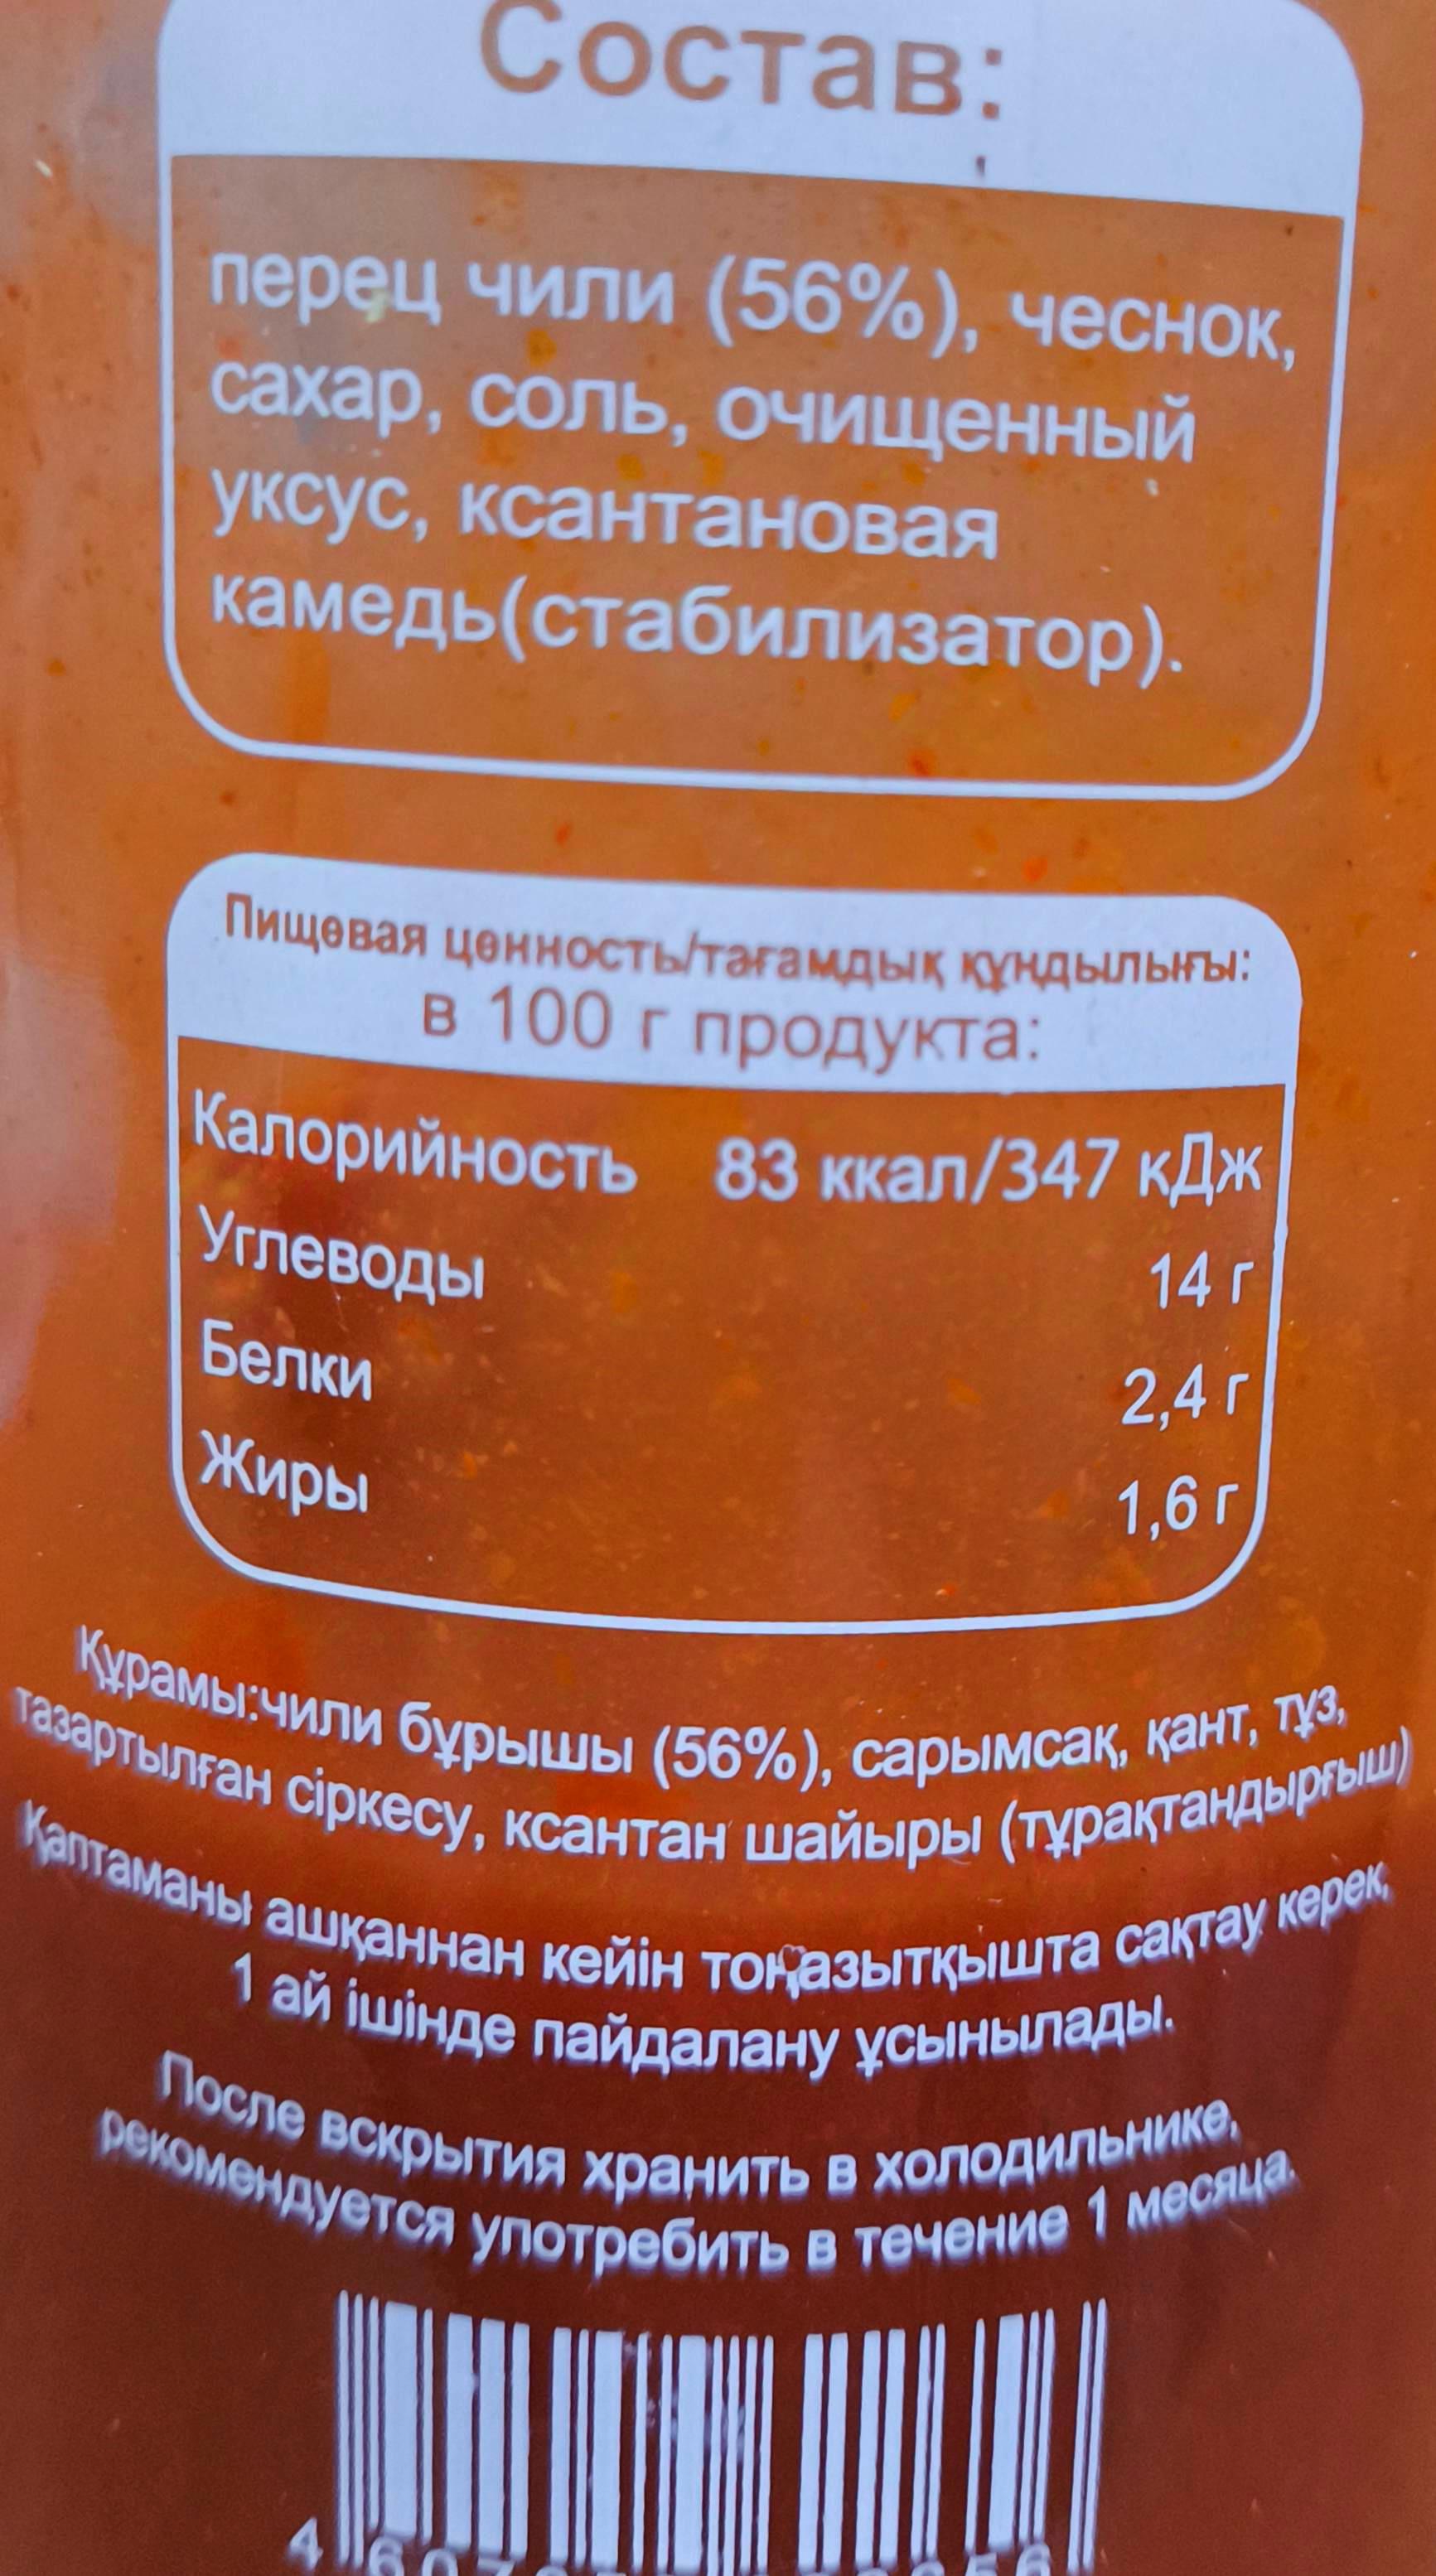 Состав:
перец чили (56%), чеснок,
сахар, соль, очищенный
уксус, ксантановая
камедь(стабилизатор).
Пищевая ценность/тағамдық құндылығы:
в 100 г продукта:
Калорийность 83 ккал/347 кДж
Углеводы 14 г
Белки 2,4 г
Жиры 1,6 г
Құрамы:чили бұрышы (56%), сарымсақ, қант, тұз,
тазартылған сіркесу, ксантан шайыры (тұрақтандырғыш)
Қаптаманы ашқаннан кейін тоңазытқышта сақтау керек,
1 ай ішінде пайдалану ұсынылады.
После вскрытия хранить в холодильнике,
рекомендуется употребить в течение 1 месяца.